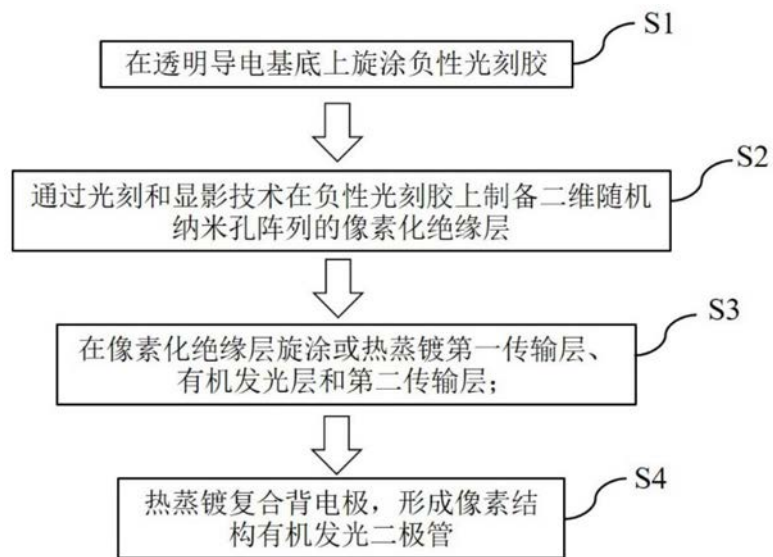 S1
在透明导电基底上旋涂负性光刻胶
S2
通过光刻和显影技术在负性光刻胶上制备二维随机
纳米孔阵列的像素化绝缘层
S3
在像素化绝缘层旋涂或热蒸镀第一传输层、
有机发光层和第二传输层；
S4
热蒸镀复合背电极，形成像素结
构有机发光二极管